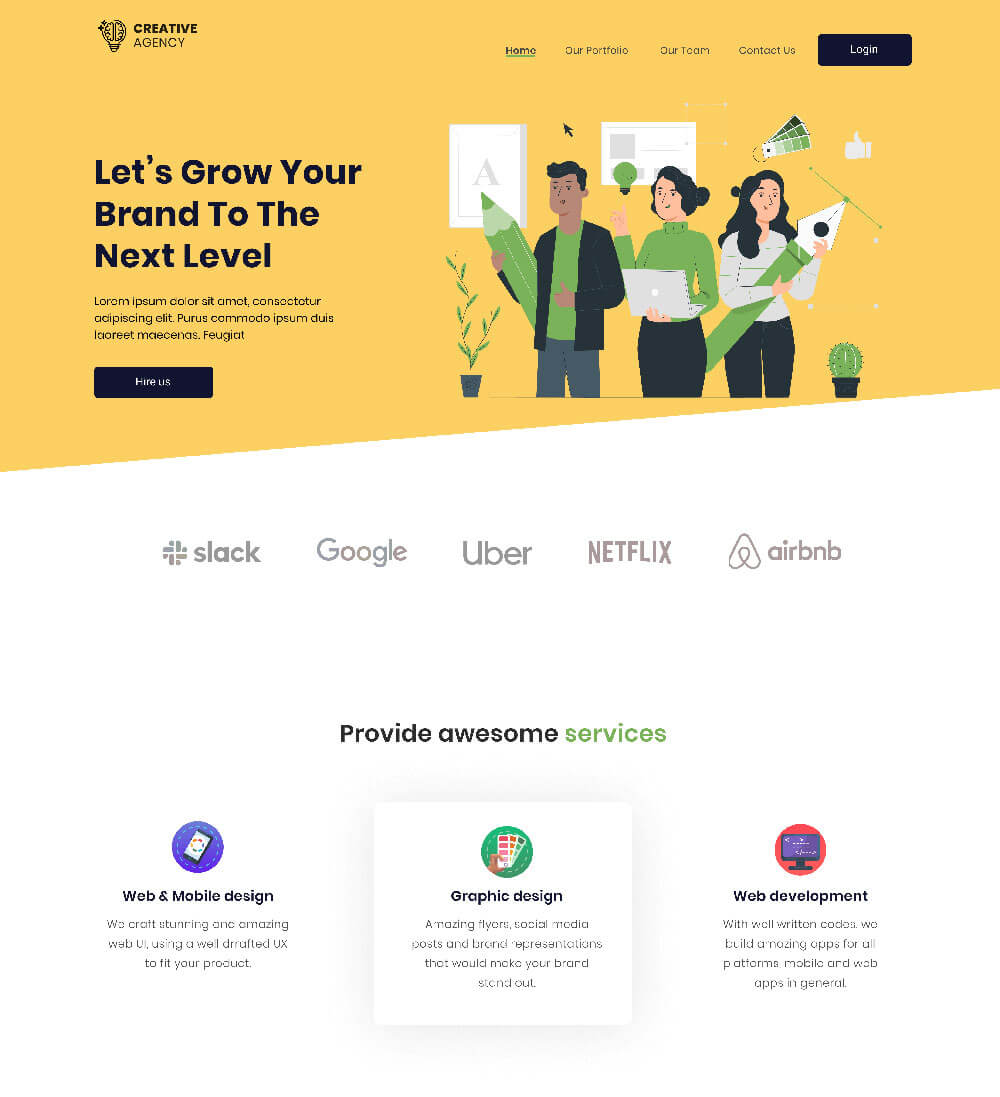 CREATIVE
AGENCY
Home
Our Portfolio
Our Team
Contact Us
Login
Let’s Grow Your
Brand To The
Next Level
Lorem ipsum dolor sit amet, consectetur
adipiscing elit. Purus commodo ipsum duis
laoreet maecenas. Feugiat
Hire us
A
slack
Google
Uber
NETFLIX
airbnb
Provide awesome services
Web & Mobile design
We craft stunning and amazing
web UI, using a well drrafted UX
to fit your product.
Graphic design
Amazing flyers, social media
posts and brand representations
that would make your brand
stand out.
Web development
With well written codes, we
build amazing apps for all
platforms, mobile and web
apps in general.